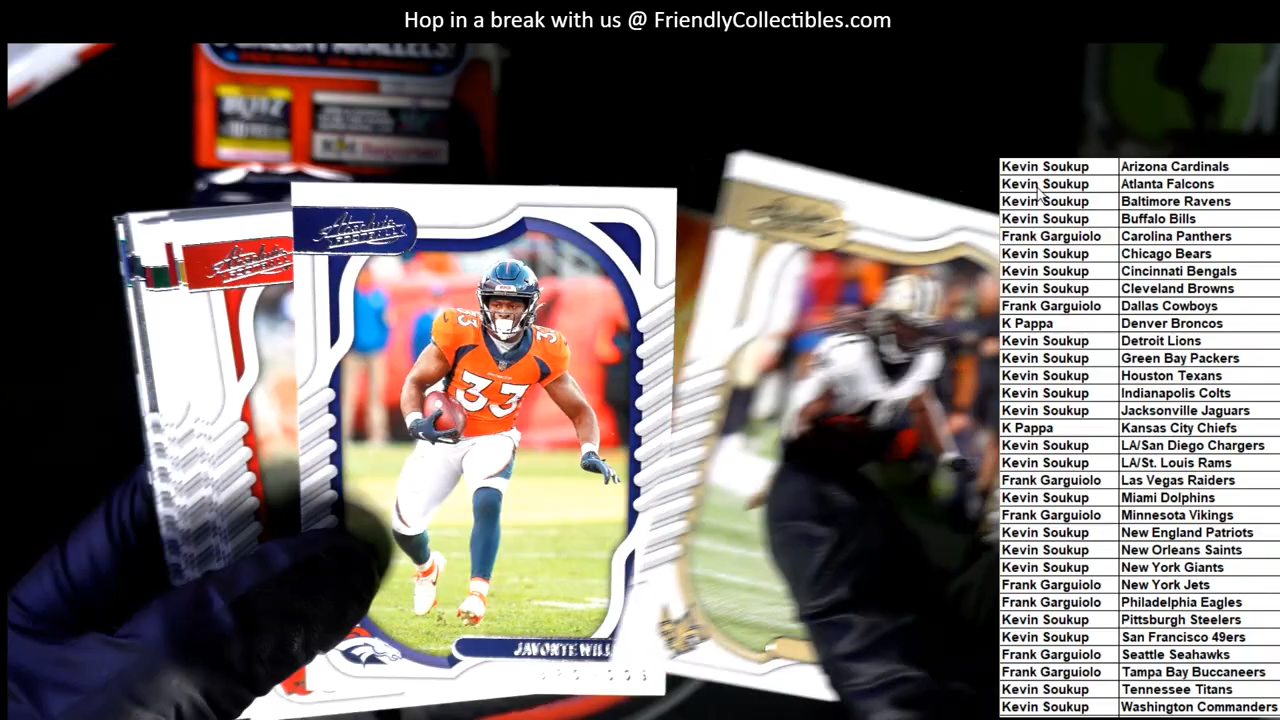 Hop in a break with us @ FriendlyCollectibles.com
BLITZ
Absolute
FOOTBALL
Absolute
FOOTBALL
33
33
33
JAVONTE WILL
Kevin Soukup Arizona Cardinals
Kevin Soukup Atlanta Falcons
Kevin Soukup Baltimore Ravens
Kevin Soukup Buffalo Bills
Frank Garguiolo Carolina Panthers
Kevin Soukup Chicago Bears
Kevin Soukup Cincinnati Bengals
Kevin Soukup Cleveland Browns
Frank Garguiolo Dallas Cowboys
K Pappa Denver Broncos
Kevin Soukup Detroit Lions
Kevin Soukup Green Bay Packers
Kevin Soukup Houston Texans
Kevin Soukup Indianapolis Colts
Kevin Soukup Jacksonville Jaguars
K Pappa Kansas City Chiefs
Kevin Soukup LA/San Diego Chargers
Kevin Soukup LA/St. Louis Rams
Frank Garguiolo Las Vegas Raiders
Kevin Soukup Miami Dolphins
Frank Garguiolo Minnesota Vikings
Kevin Soukup New England Patriots
Kevin Soukup New Orleans Saints
Kevin Soukup New York Giants
Frank Garguiolo New York Jets
Frank Garguiolo Philadelphia Eagles
Kevin Soukup Pittsburgh Steelers
Kevin Soukup San Francisco 49ers
Frank Garguiolo Seattle Seahawks
Frank Garguiolo Tampa Bay Buccaneers
Kevin Soukup Tennessee Titans
Kevin Soukup Washington Commanders